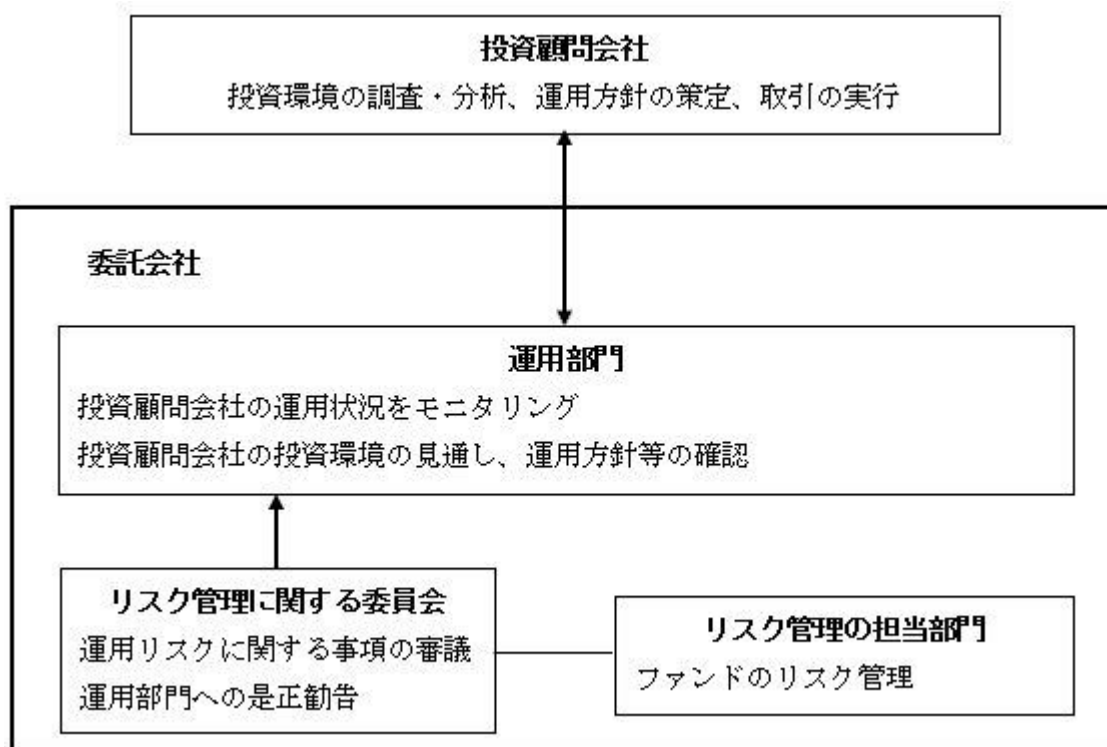 投資顧問会社
投資環境の調査・分析、運用方針の策定、取引の実行
委託会社
運用部門
投資顧問会社の運用状況をモニタリング
投資顧問会社の投資環境の見通し、運用方針等の確認
リスク管理に関する委員会
運用リスクに関する事項の審議
運用部門への是正勧告
リスク管理の担当部門
ファンドのリスク管理